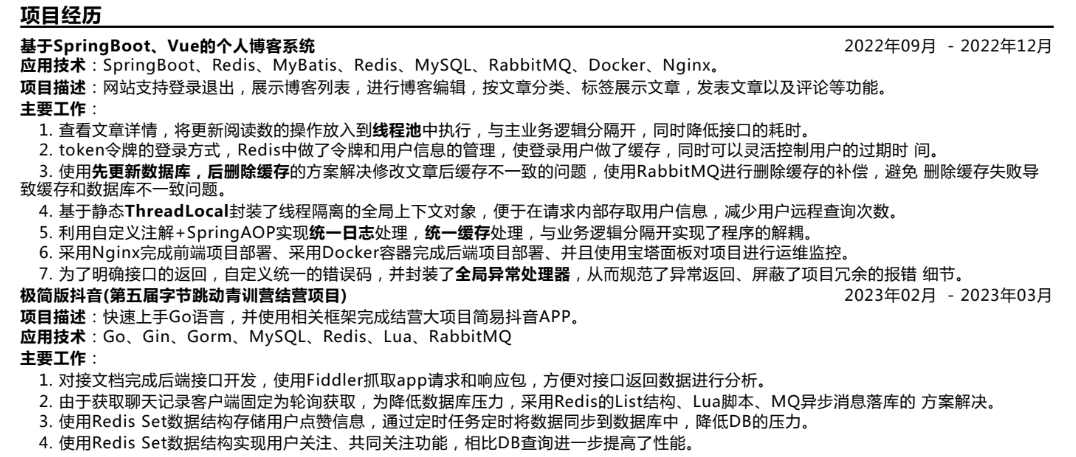 项目经历
基于SpringBoot、Vue的个人博客系统 2022年09月 - 2022年12月
应用技术：SpringBoot、Redis、MyBatis、Redis、MySQL、RabbitMQ、Docker、Nginx。
项目描述：网站支持登录退出，展示博客列表，进行博客编辑，按文章分类、标签展示文章，发表文章以及评论等功能。
主要工作：
1. 查看文章详情，将更新阅读数的操作放入到线程池中执行，与主业务逻辑分隔开，同时降低接口的耗时。
2. token令牌的登录方式，Redis中做了令牌和用户信息的管理，使登录用户做了缓存，同时可以灵活控制用户的过期时 间。
3. 使用先更新数据库，后删除缓存的方案解决修改文章后缓存不一致的问题，使用RabbitMQ进行删除缓存的补偿，避免 删除缓存失败导
致缓存和数据库不一致问题。
4. 基于静态ThreadLocal封装了线程隔离的全局上下文对象，便于在请求内部存取用户信息，减少用户远程查询次数。
5. 利用自定义注解+SpringAOP实现统一日志处理，统一缓存处理，与业务逻辑分隔开实现了程序的解耦。
6. 采用Nginx完成前端项目部署、采用Docker容器完成后端项目部署、并且使用宝塔面板对项目进行运维监控。
7. 为了明确接口的返回，自定义统一的错误码，并封装了全局异常处理器，从而规范了异常返回、屏蔽了项目冗余的报错 细节。
极简版抖音(第五届字节跳动青训营结营项目) 2023年02月 - 2023年03月
项目描述：快速上手Go语言，并使用相关框架完成结营大项目简易抖音APP。
应用技术：Go、Gin、Gorm、MySQL、Redis、Lua、RabbitMQ
主要工作：
1. 对接文档完成后端接口开发，使用Fiddler抓取app请求和响应包，方便对接口返回数据进行分析。
2. 由于获取聊天记录客户端固定为轮询获取，为降低数据库压力，采用Redis的List结构、Lua脚本、MQ异步消息落库的 方案解决。
3. 使用Redis Set数据结构存储用户点赞信息，通过定时任务定时将数据同步到数据库中，降低DB的压力。
4. 使用Redis Set数据结构实现用户关注、共同关注功能，相比DB查询进一步提高了性能。